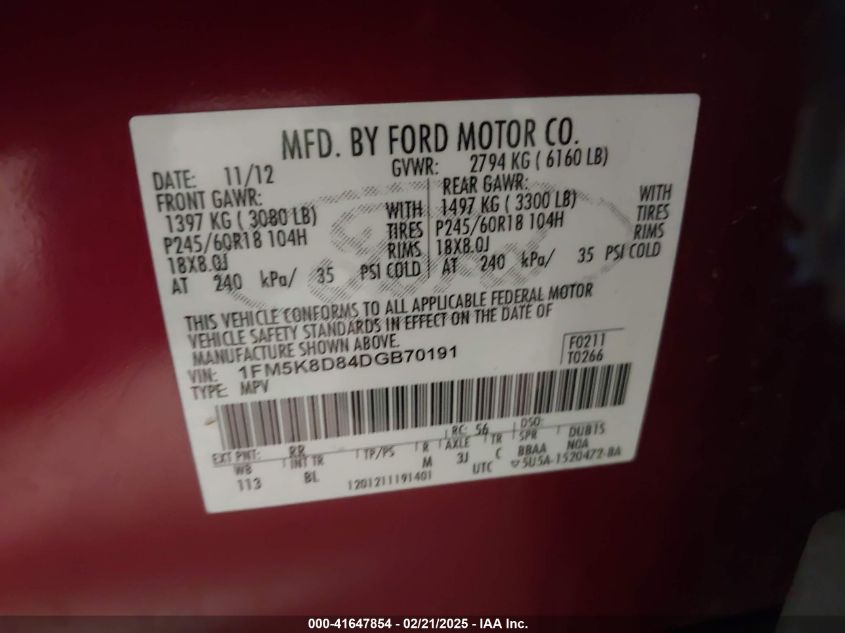 MFD. BY FORD MOTOR CO.
DATE: 11/12 GVWR: 2794 KG ( 6160 LB)
FRONT GAWR: REAR GAWR:
1397 KG ( 3080 LB) WITH 1497 KG ( 3300 LB) WITH
P245/60R18 104H TIRES P245/60R18 104H TIRES
18X8.0J RIMS 18X8.0J RIMS
AT 240 kPa/ 35 PSI COLD AT 240 kPa/ 35 PSI COLD
THIS VEHICLE CONFORMS TO ALL APPLICABLE FEDERAL MOTOR
VEHICLE SAFETY STANDARDS IN EFFECT ON THE DATE OF
MANUFACTURE SHOWN ABOVE.
VIN: 1FM5K8D84DGB70191 F0211
TYPE: MPV T0266
EXT PNT: RR RC: 56 DSO:
WB INT TR TP/PS R AXLE TR SPR DUB15
113 BL M 3J C BBAA NOA
1201211191401 UTC 5U5A-1520472-BA
000-41647854 - 02/21/2025 - IAA Inc.